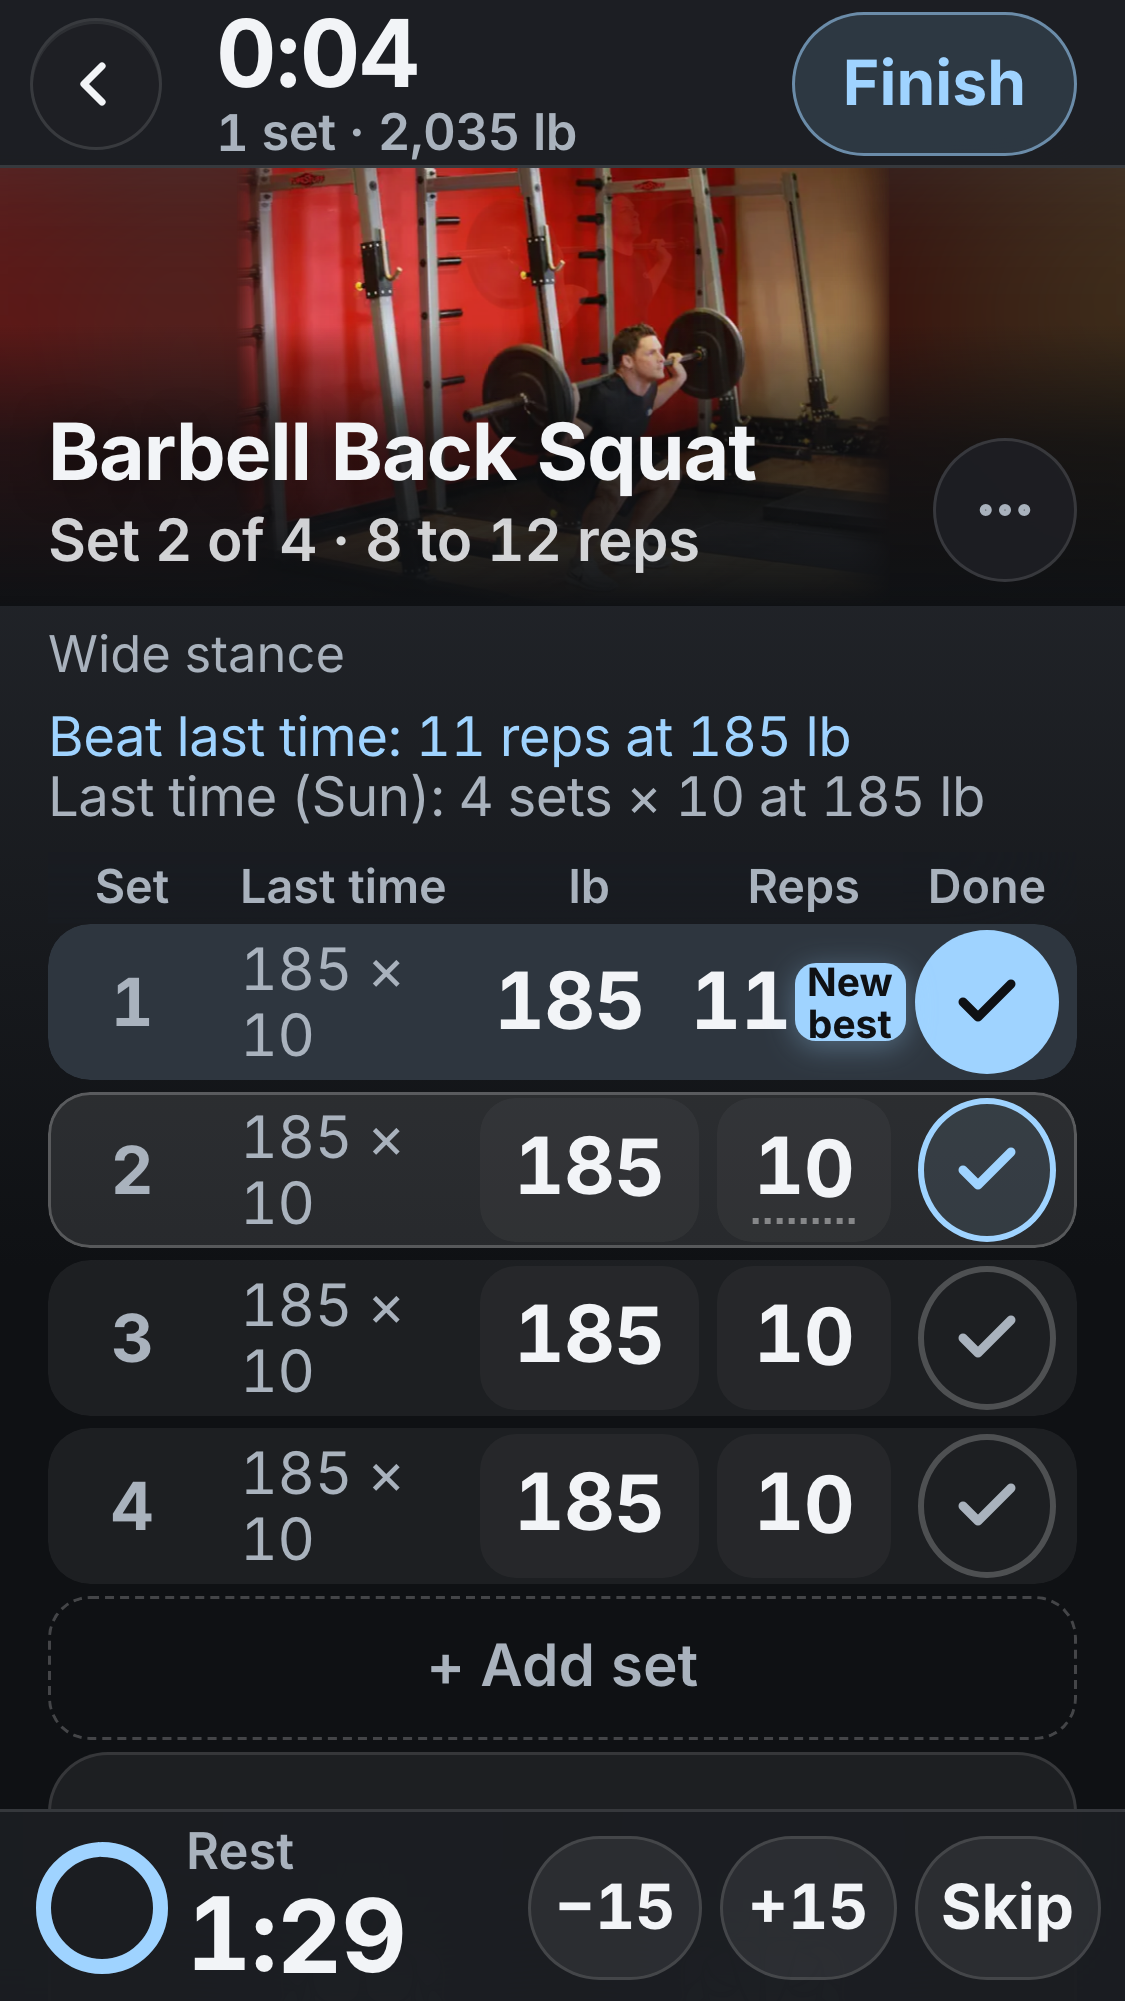 0:04
1 set · 2,035 lb
Finish
Barbell Back Squat
Set 2 of 4 · 8 to 12 reps
Wide stance
Beat last time: 11 reps at 185 lb
Last time (Sun): 4 sets × 10 at 185 lb
Set Last time lb Reps Done
1 185 × 10 185 11 New best
2 185 × 10 185 10
3 185 × 10 185 10
4 185 × 10 185 10
+ Add set
Rest
1:29
−15 +15 Skip